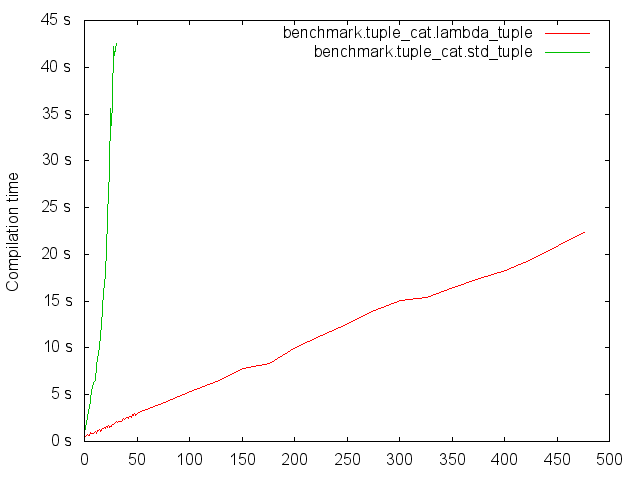 45 s
benchmark.tuple_cat.lambda_tuple
benchmark.tuple_cat.std_tuple
40 s
35 s
30 s
25 s
20 s
15 s
10 s
5 s
0 s
Compilation time
0 50 100 150 200 250 300 350 400 450 500